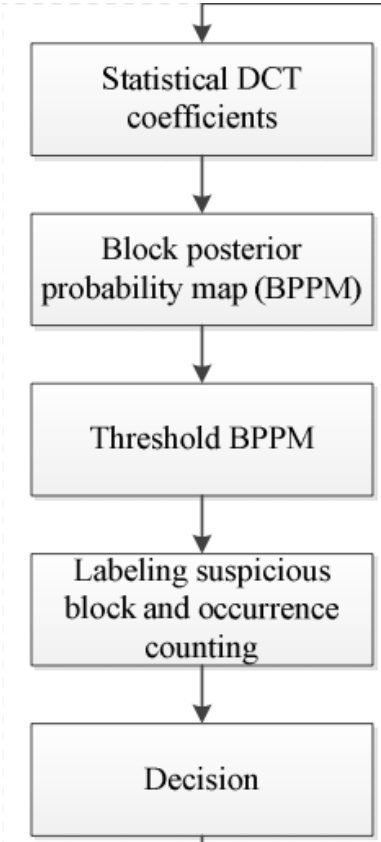 Statistical DCT
coefficients
Block posterior
probability map (BPPM)
Threshold BPPM
Labeling suspicious
block and occurrence
counting
Decision